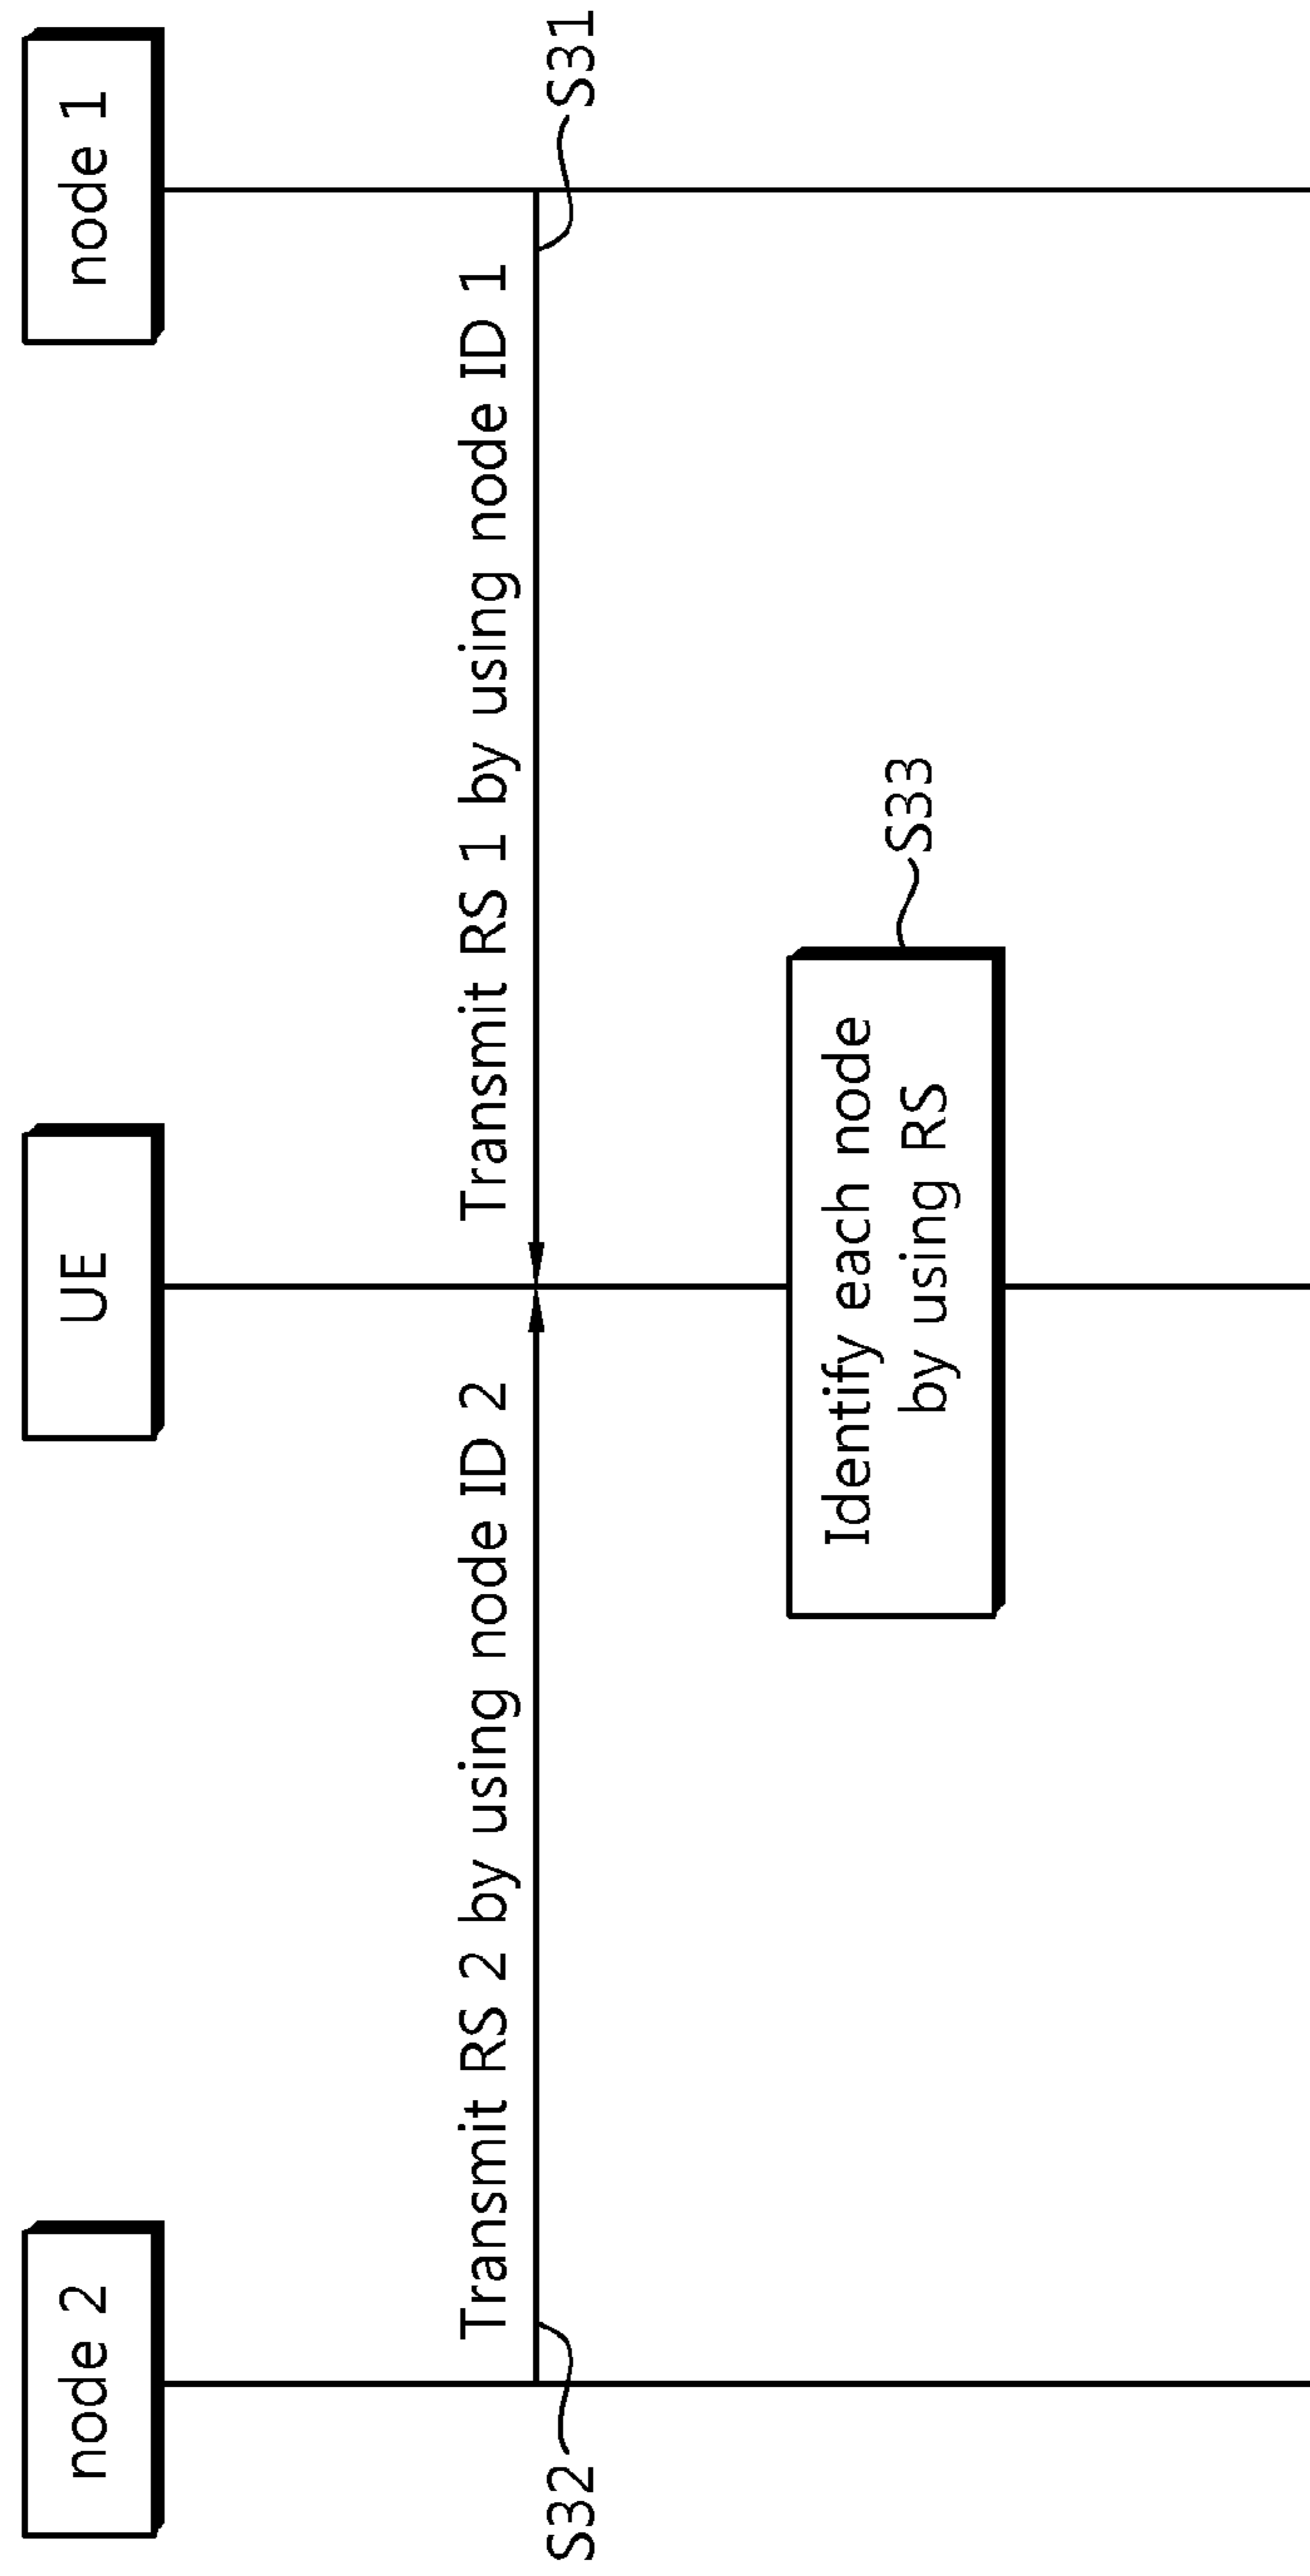 node 2
UE
node 1
Transmit RS 2 by using node ID 2
Transmit RS 1 by using node ID 1
S32
S31
Identify each node
by using RS
S33